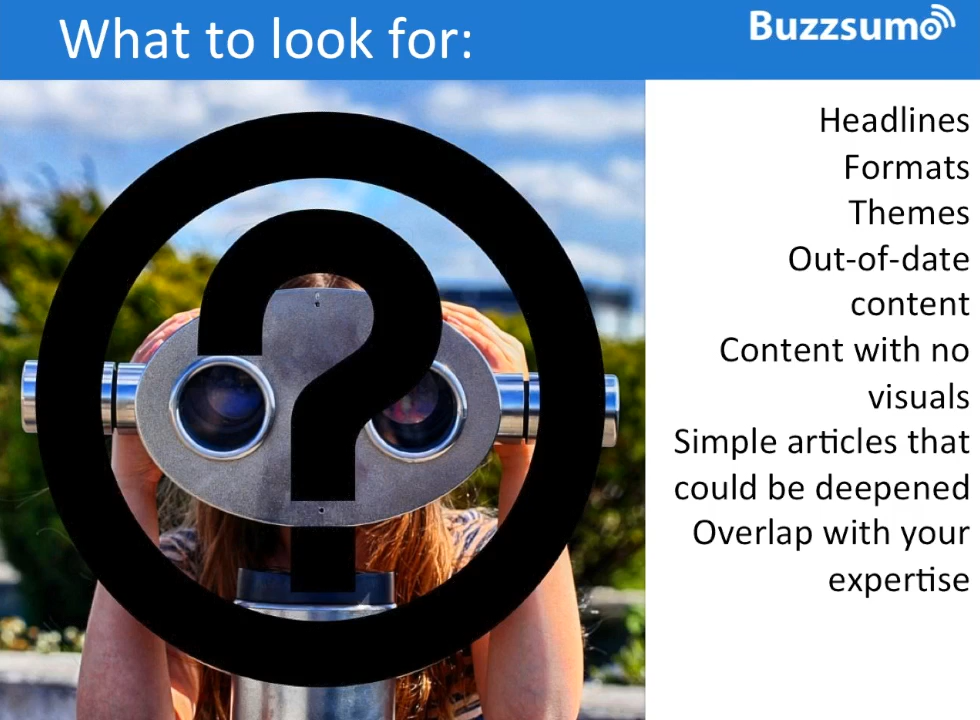 What to look for:
Buzzsumo
Headlines
Formats
Themes
Out-of-date
content
Content with no
visuals
Simple articles that
could be deepened
Overlap with your
expertise
?